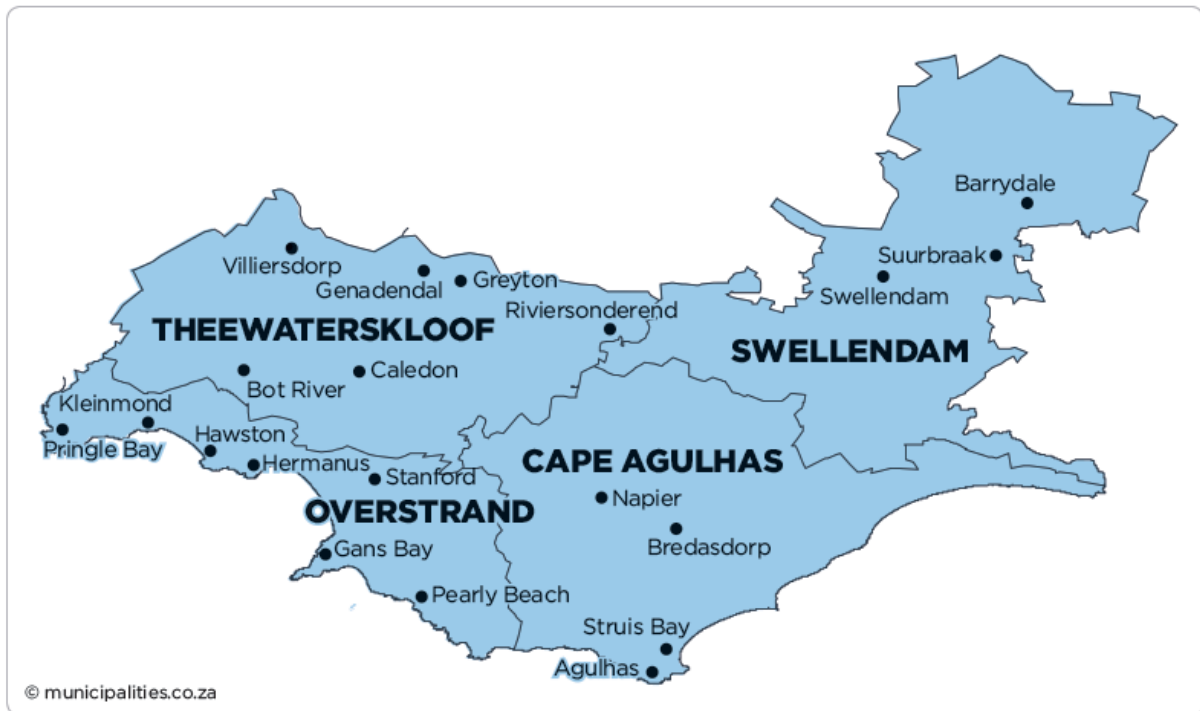 Barrydale
Suurbraak
Swellendam
Villiersdorp
Genadendal
Greyton
Riviersonderend
THEEWATERSKLOOF
SWELLENDAM
Caledon
Bot River
Kleinmond
Pringle Bay
Hawston
Hermanus
Stanford
CAPE AGULHAS
Napier
OVERSTRAND
Bredasdorp
Gans Bay
Pearly Beach
Struis Bay
Agulhas
© municipalities.co.za